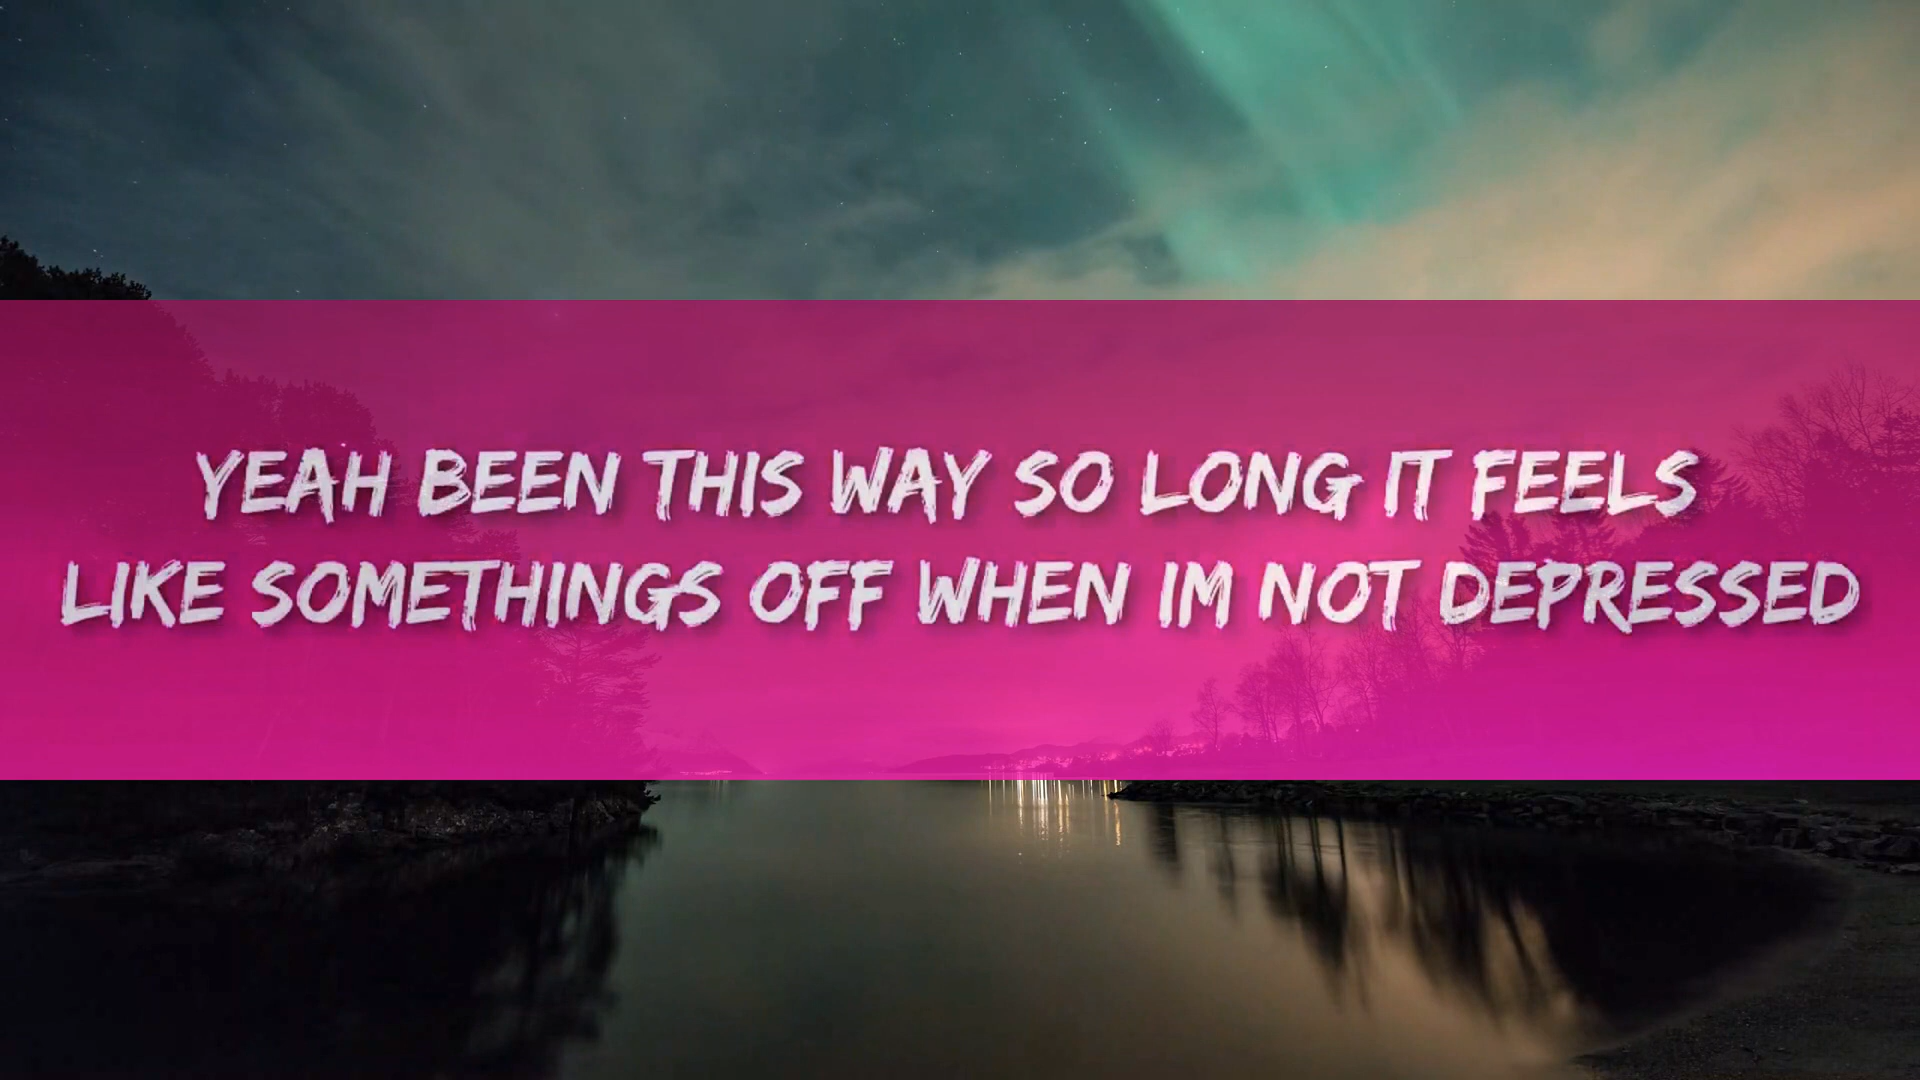 YEAH BEEN THIS WAY SO LONG IT FEELS
LIKE SOMETHINGS OFF WHEN IM NOT DEPRESSED